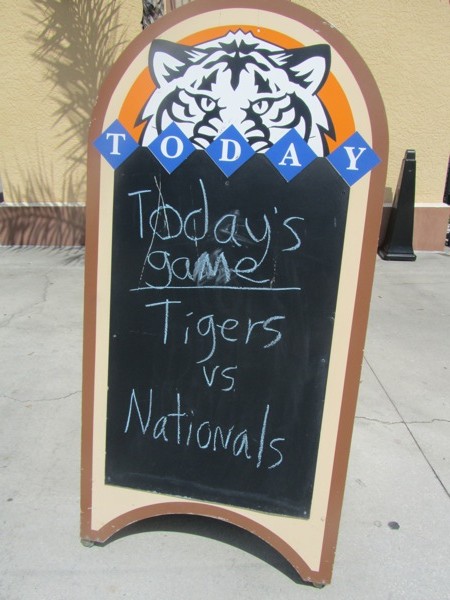 TODAY
Today's
game
Tigers
vs
Nationals